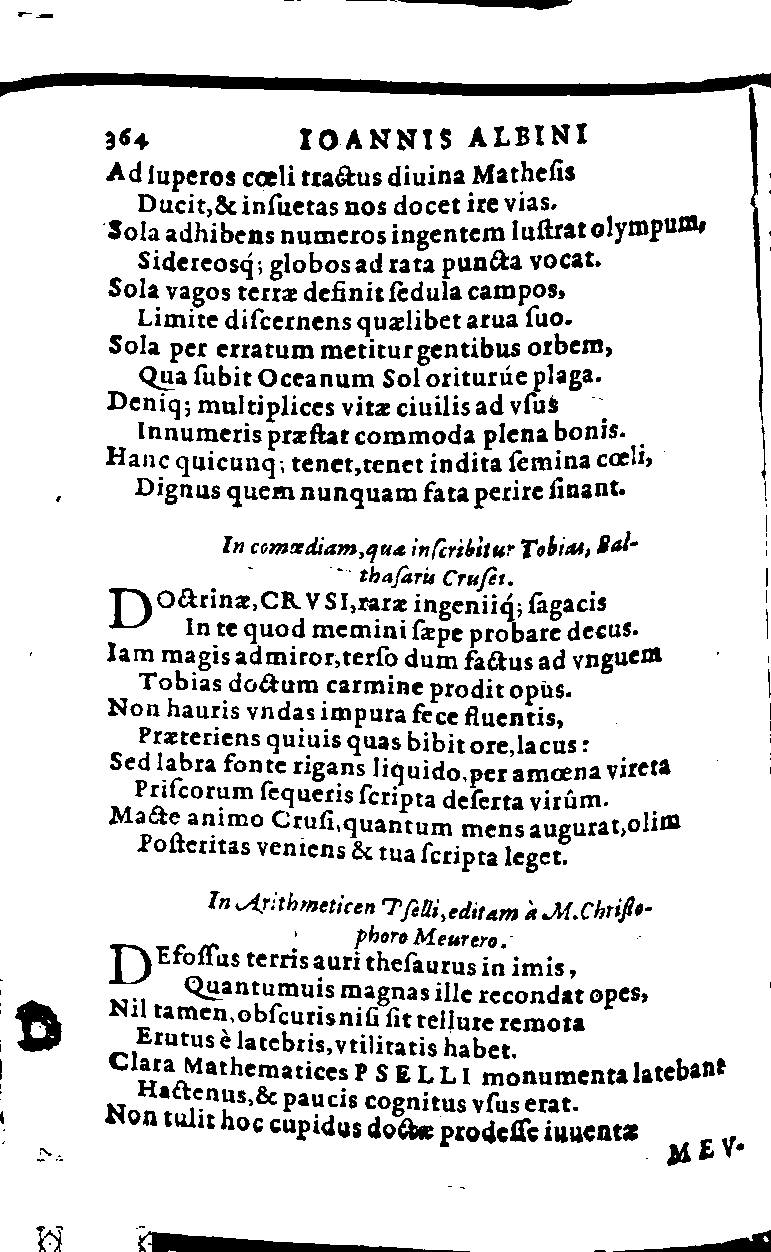 364 IOANNIS ALBINI
Ad ſuperos cœli tractus diuina Matheſis
Ducit,& inſuetas nos docet ire vias.
Sola adhibens numeros ingentem luſtrat olympum,
Sidereosq́; globos ad rata puncta vocat.
Sola vagos terræ definit ſedula campos,
Limite diſcernens quælibet arua ſuo.
Sola per erratum metitur gentibus orbem,
Qua ſubit Oceanum Sol oriturúe plaga.
Deniq; multiplices vitæ ciuilis ad vſus
Innumeris præſtat commoda plena bonis.
Hanc quicunq; tenet,tenet indita ſemina cœli,
Dignus quem nunquam fata perire ſinant.
In comœdiam,quæ inſcribitur Tobias, Bal-
thaſaris Cruſei.
DOctrinæ,CRVSI,raræ ingeniiq́; ſagacis
In te quod memini ſæpe probare decus.
Iam magis admiror,terſo dum factus ad vnguem
Tobias doctum carmine prodit opus.
Non hauris vndas impura fece fluentis,
Præteriens quiuis quas bibit ore,lacus:
Sed labra fonte rigans liquido,per amœna vireta
Priſcorum ſequeris ſcripta deſerta virûm.
Macte animo Cruſi,quantum mens augurat,olim
Poſteritas veniens & tua ſcripta leget.
In Arithmeticen Pſelli,editam à M.Chriſto-
phoro Meurero.
DEfoſſus terris auri theſaurus in imis,
Quantumuis magnas ille recondat opes,
Nil tamen,obſcuris niſi ſit tellure remota
Erutus è latebris,vtilitatis habet.
Clara Mathematices PSELLI monumenta latebant
Hactenus,& paucis cognitus vſus erat.
Non tulit hoc cupidus doctæ prodeſſe iuuentæ
MEV-